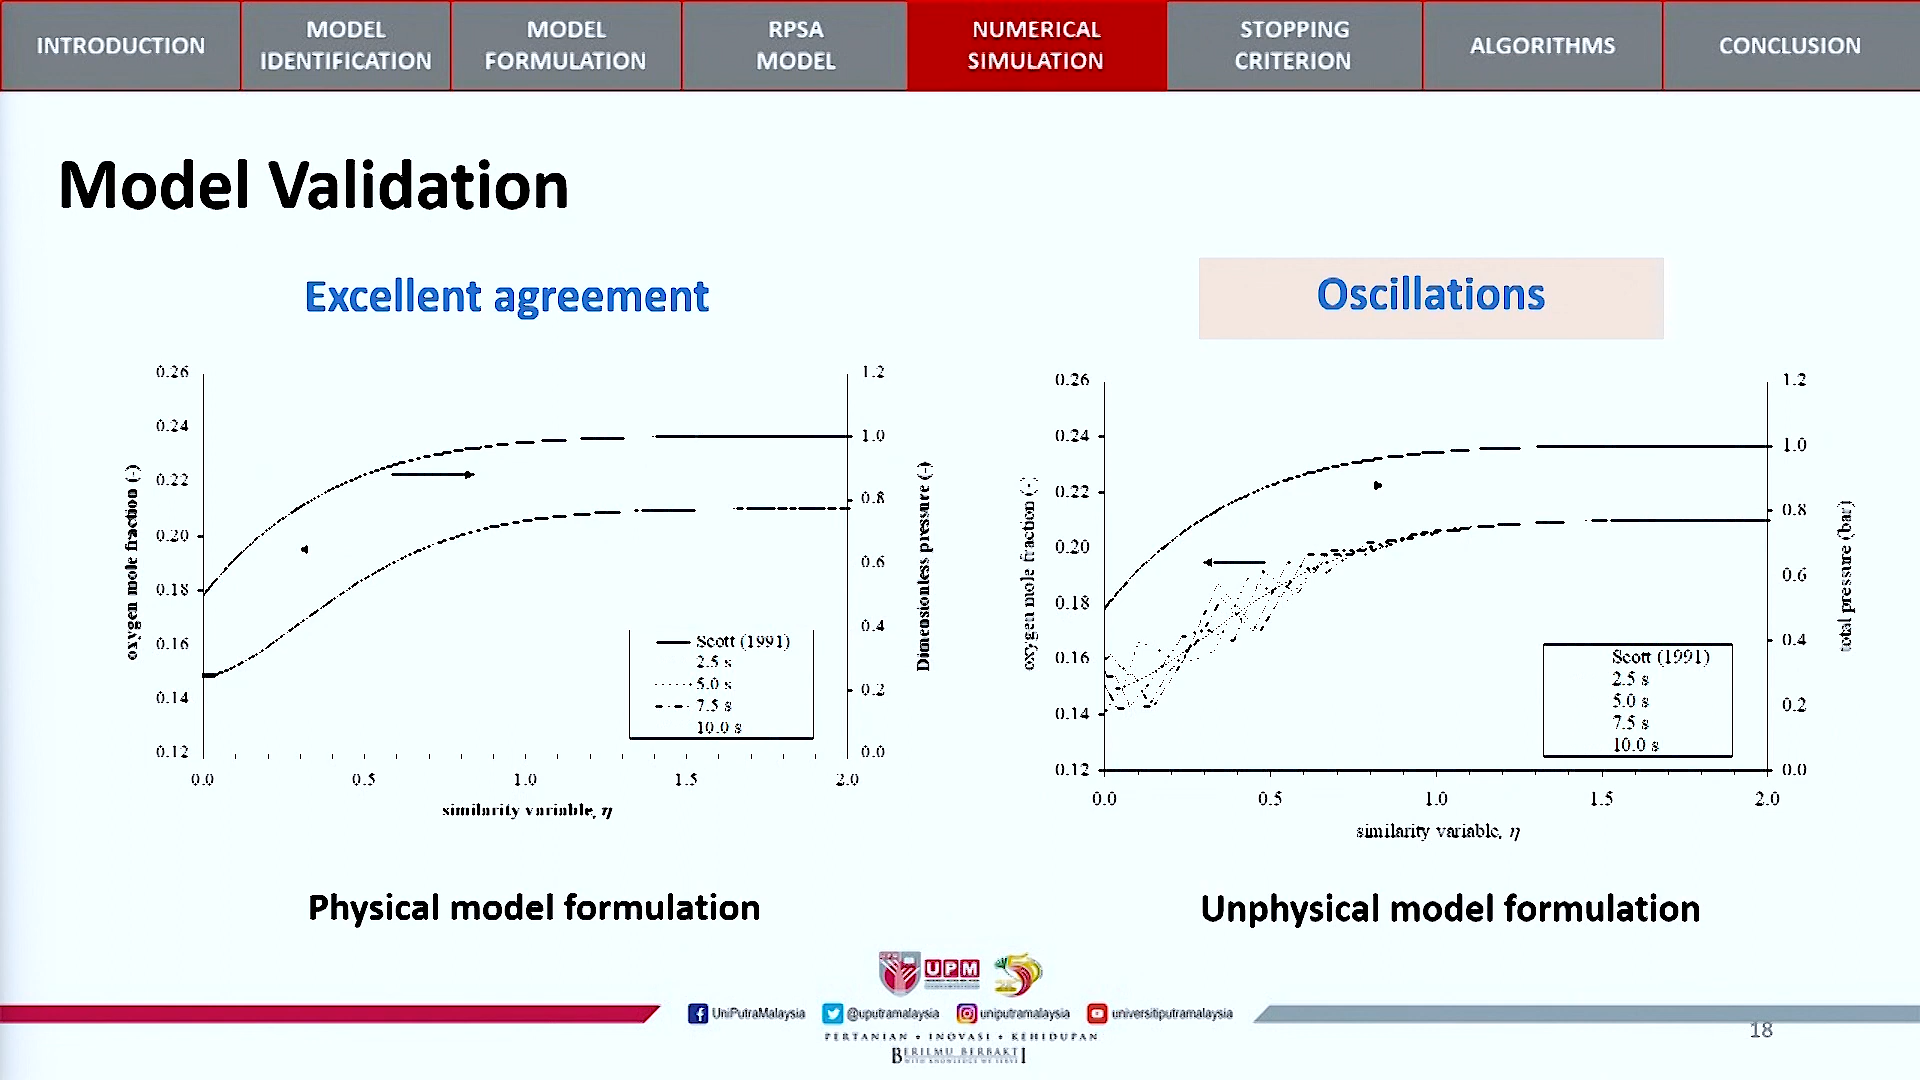 INTRODUCTION
MODEL
IDENTIFICATION
MODEL
FORMULATION
RPSA
MODEL
NUMERICAL
SIMULATION
STOPPING
CRITERION
ALGORITHMS
CONCLUSION
Model Validation
Excellent agreement
Oscillations
0.26
0.24
0.22
0.20
0.18
0.16
0.14
0.12
oxygen mole fraction (-)
1.2
1.0
0.8
0.6
0.4
0.2
0.0
Dimensionless pressure (-)
Scott (1991)
2.5 s
5.0 s
7.5 s
10.0 s
0.0
0.5
1.0
1.5
2.0
similarity variable, η
0.26
0.24
0.22
0.20
0.18
0.16
0.14
0.12
oxygen mole fraction (-)
1.2
1.0
0.8
0.6
0.4
0.2
0.0
total pressure (bar)
Scott (1991)
2.5 s
5.0 s
7.5 s
10.0 s
0.0
0.5
1.0
1.5
2.0
similarity variable, η
Physical model formulation
Unphysical model formulation
UPM
UniPutraMalaysia
@uputramalaysia
uniputramalaysia
universitiputramalaysia
PERTANIAN • INOVASI • KEHIDUPAN
BERILMU BERBAKTI
WITH KNOWLEDGE WE SERVE
18